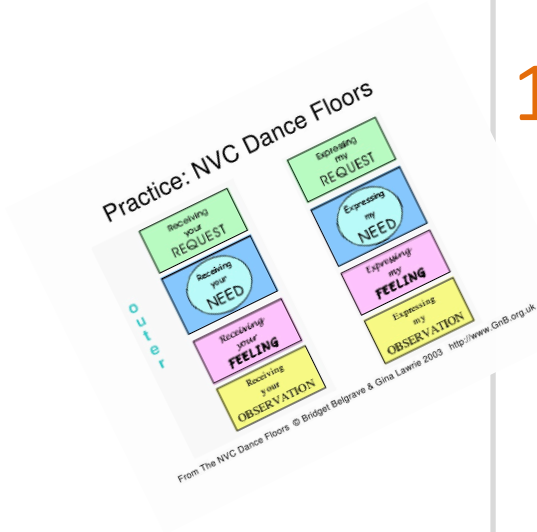 1
Practice: NVC Dance Floors
outer
Receiving
your
REQUEST
Receiving
your
NEED
Receiving
your
FEELING
Receiving
your
OBSERVATION
Expressing
my
REQUEST
Expressing
my
NEED
Expressing
my
FEELING
Expressing
my
OBSERVATION
From The NVC Dance Floors © Bridget Belgrave & Gina Lawrie 2003 http://www.GnB.org.uk